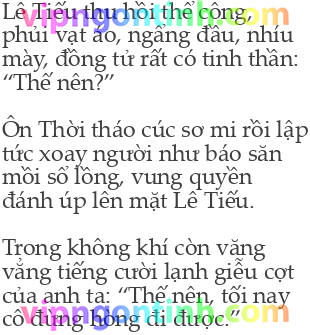 Lê Tiếu thu hồi thể công,
phủi vạt áo, ngẩng đầu, nhíu
mày, đồng tử rất có tinh thần:
“Thế nên?”
Ôn Thời tháo cúc sơ mi rồi lập
tức xoay người như báo săn
mồi sổ lồng, vung quyền
đánh úp lên mặt Lê Tiếu.
Trong không khí còn văng
vẳng tiếng cười lạnh giễu cợt
của anh ta: “Thế nên, tối nay
cô đừng hòng đi được.”
vipngontinh.com
vipngontinh.com